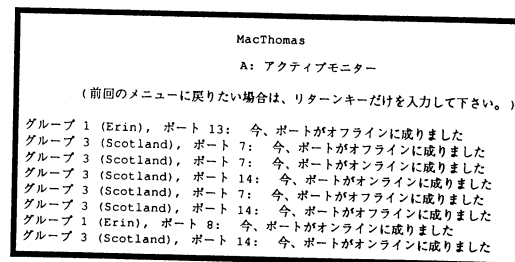 MacThomas
A: アクティブモニター
(前回のメニューに戻りたい場合は、リターンキーだけを入力して下さい。)
グループ 1 (Erin), ポート 13: 今、ポートがオフラインに成りました
グループ 3 (Scotland), ポート 7: 今、ポートがオフラインに成りました
グループ 3 (Scotland), ポート 7: 今、ポートがオンラインに成りました
グループ 3 (Scotland), ポート 14: 今、ポートがオンラインに成りました
グループ 3 (Scotland), ポート 7: 今、ポートがオフラインに成りました
グループ 3 (Scotland), ポート 14: 今、ポートがオフラインに成りました
グループ 1 (Erin), ポート 8: 今、ポートがオンラインに成りました
グループ 3 (Scotland), ポート 14: 今、ポートがオンラインに成りました